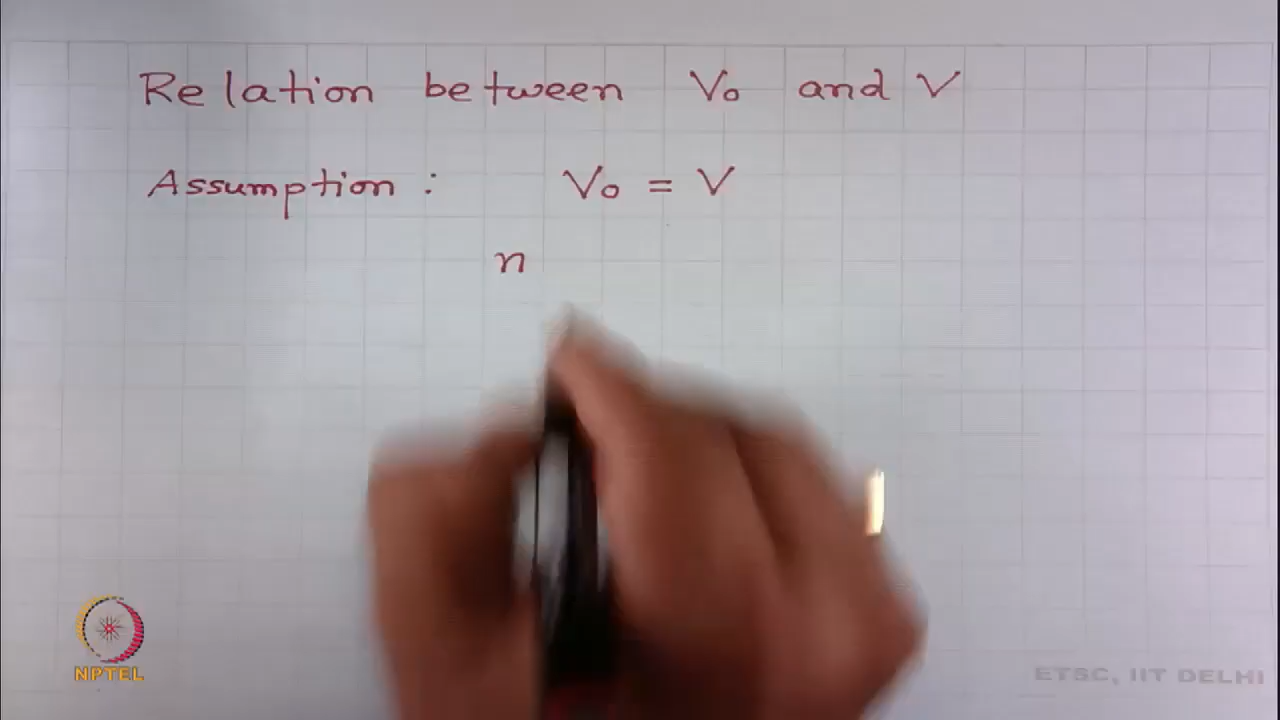 Relation between V₀ and V
Assumption : V₀ = V
n
NPTEL
ETSC, IIT DELHI